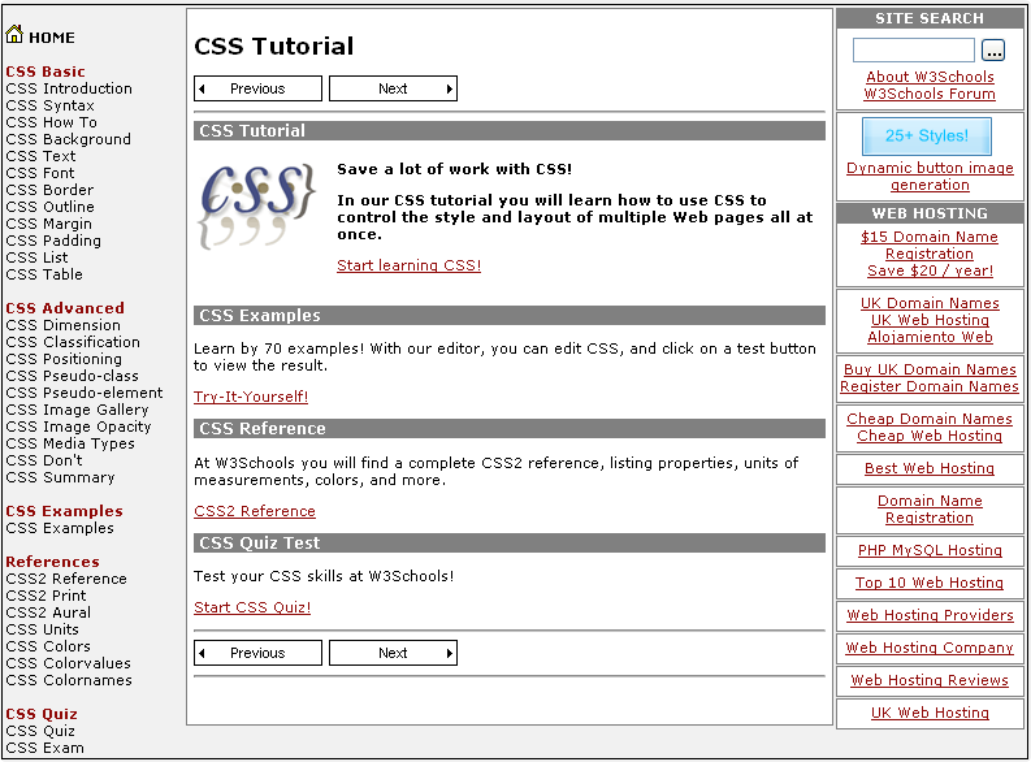 HOME
CSS Basic
CSS Introduction
CSS Syntax
CSS How To
CSS Background
CSS Text
CSS Font
CSS Border
CSS Outline
CSS Margin
CSS Padding
CSS List
CSS Table
CSS Advanced
CSS Dimension
CSS Classification
CSS Positioning
CSS Pseudo-class
CSS Pseudo-element
CSS Image Gallery
CSS Image Opacity
CSS Media Types
CSS Don't
CSS Summary
CSS Examples
CSS Examples
References
CSS2 Reference
CSS2 Print
CSS2 Aural
CSS Units
CSS Colors
CSS Colorvalues
CSS Colornames
CSS Quiz
CSS Quiz
CSS Exam
CSS Tutorial
Previous
Next
CSS Tutorial
{C·S·S}
{;;;}
Save a lot of work with CSS!
In our CSS tutorial you will learn how to use CSS to
control the style and layout of multiple Web pages all at
once.
Start learning CSS!
CSS Examples
Learn by 70 examples! With our editor, you can edit CSS, and click on a test button
to view the result.
Try-It-Yourself!
CSS Reference
At W3Schools you will find a complete CSS2 reference, listing properties, units of
measurements, colors, and more.
CSS2 Reference
CSS Quiz Test
Test your CSS skills at W3Schools!
Start CSS Quiz!
Previous
Next
SITE SEARCH
...
About W3Schools
W3Schools Forum
25+ Styles!
Dynamic button image
generation
WEB HOSTING
$15 Domain Name
Registration
Save $20 / year!
UK Domain Names
UK Web Hosting
Alojamiento Web
Buy UK Domain Names
Register Domain Names
Cheap Domain Names
Cheap Web Hosting
Best Web Hosting
Domain Name
Registration
PHP MySQL Hosting
Top 10 Web Hosting
Web Hosting Providers
Web Hosting Company
Web Hosting Reviews
UK Web Hosting